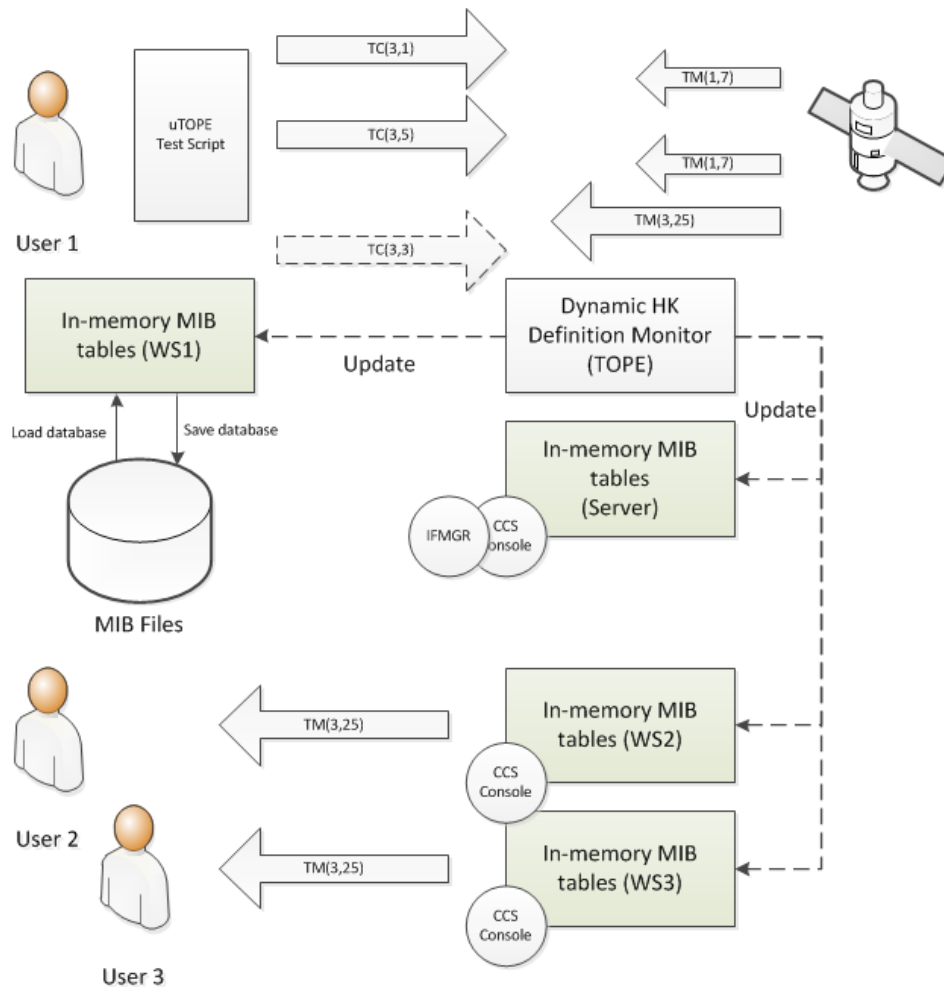 TC(3,1)
TM(1,7)
uTOPE
Test Script
TC(3,5)
TM(1,7)
TM(3,25)
User 1
TC(3,3)
In-memory MIB
tables (WS1)
Dynamic HK
Definition Monitor
(TOPE)
Update
Update
Load database
Save database
In-memory MIB
tables
(Server)
IFMGR
CCS
Console
MIB Files
In-memory MIB
tables (WS2)
TM(3,25)
CCS
Console
User 2
In-memory MIB
tables (WS3)
TM(3,25)
CCS
Console
User 3